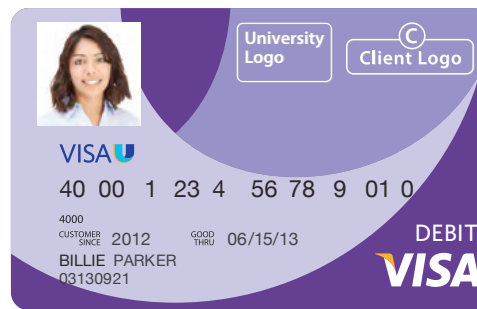 University
Logo
C
Client Logo
VISA U
40 00 1 23 4 56 78 9 01 0
4000
CUSTOMER SINCE 2012 GOOD THRU 06/15/13
BILLIE PARKER
03130921
DEBIT
VISA